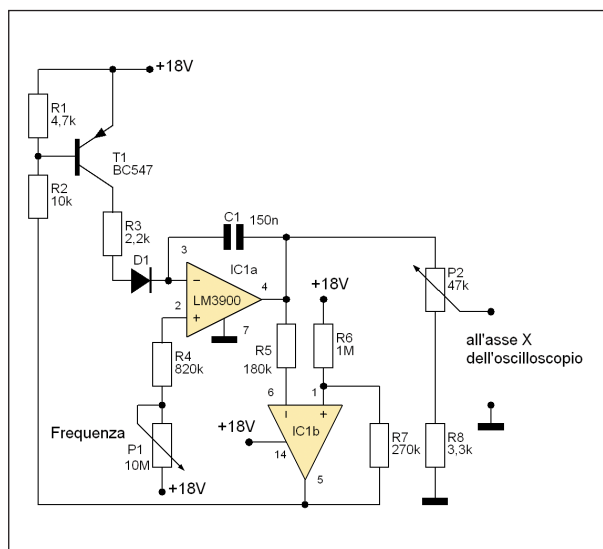 +18V
R1
4,7k
T1
BC547
R2
10k
R3
2,2k
D1
C1 150n
3
2
IC1a
LM3900
4
7
+18V
R4
820k
R5
180k
R6
1M
P2
47k
all'asse X
dell'oscilloscopio
6
1
+18V
14
IC1b
5
R7
270k
R8
3,3k
Frequenza
P1
10M
+18V